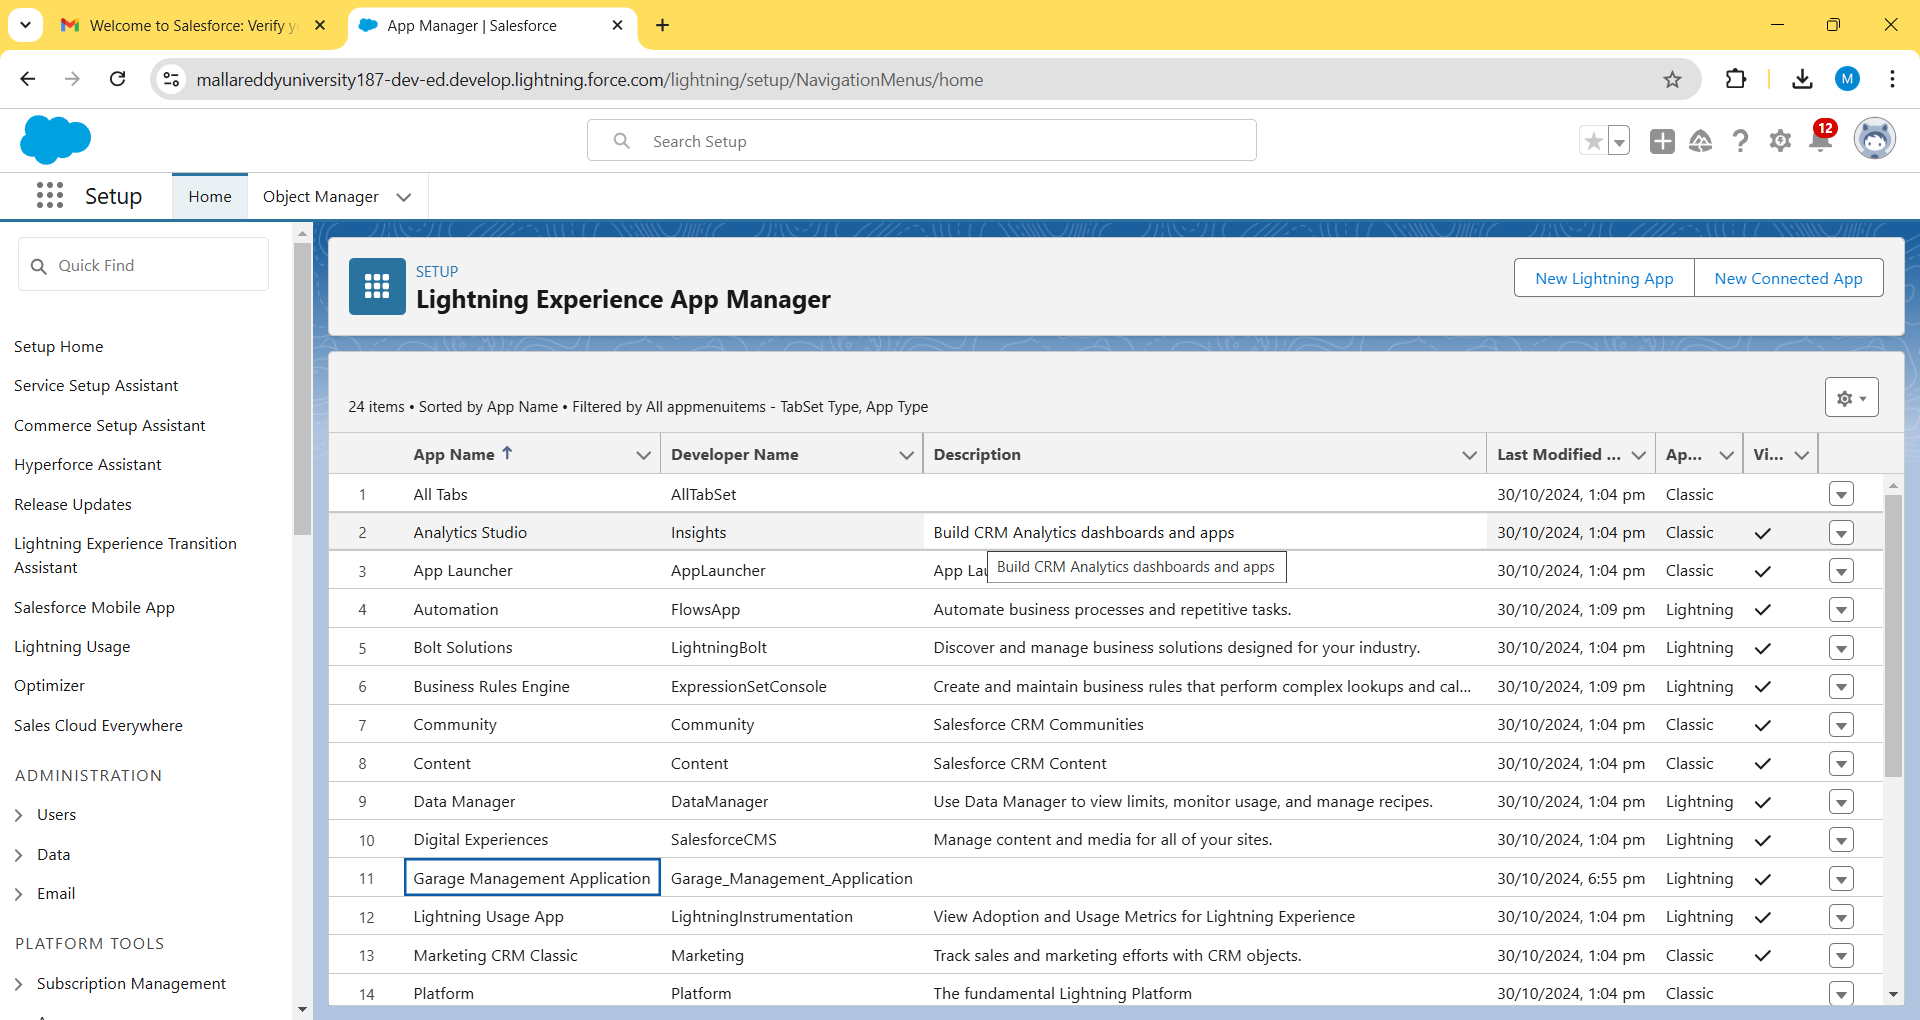 Welcome to Salesforce: Verify y
App Manager | Salesforce
mallareddyuniversity187-dev-ed.develop.lightning.force.com/lightning/setup/NavigationMenus/home
M
Search Setup
12
Setup
Home
Object Manager
Quick Find
Setup Home
Service Setup Assistant
Commerce Setup Assistant
Hyperforce Assistant
Release Updates
Lightning Experience Transition
Assistant
Salesforce Mobile App
Lightning Usage
Optimizer
Sales Cloud Everywhere
ADMINISTRATION
Users
Data
Email
PLATFORM TOOLS
Subscription Management
SETUP
Lightning Experience App Manager
New Lightning App
New Connected App
24 items • Sorted by App Name • Filtered by All appmenuitems - TabSet Type, App Type
App Name ↑ Developer Name Description Last Modified ... Ap... Vi...
1 All Tabs AllTabSet 30/10/2024, 1:04 pm Classic
2 Analytics Studio Insights Build CRM Analytics dashboards and apps 30/10/2024, 1:04 pm Classic
Build CRM Analytics dashboards and apps
3 App Launcher AppLauncher App Lau 30/10/2024, 1:04 pm Classic
4 Automation FlowsApp Automate business processes and repetitive tasks. 30/10/2024, 1:09 pm Lightning
5 Bolt Solutions LightningBolt Discover and manage business solutions designed for your industry. 30/10/2024, 1:04 pm Lightning
6 Business Rules Engine ExpressionSetConsole Create and maintain business rules that perform complex lookups and cal... 30/10/2024, 1:09 pm Lightning
7 Community Community Salesforce CRM Communities 30/10/2024, 1:04 pm Classic
8 Content Content Salesforce CRM Content 30/10/2024, 1:04 pm Classic
9 Data Manager DataManager Use Data Manager to view limits, monitor usage, and manage recipes. 30/10/2024, 1:04 pm Lightning
10 Digital Experiences SalesforceCMS Manage content and media for all of your sites. 30/10/2024, 1:04 pm Lightning
11 Garage Management Application Garage_Management_Application 30/10/2024, 6:55 pm Lightning
12 Lightning Usage App LightningInstrumentation View Adoption and Usage Metrics for Lightning Experience 30/10/2024, 1:04 pm Lightning
13 Marketing CRM Classic Marketing Track sales and marketing efforts with CRM objects. 30/10/2024, 1:04 pm Classic
14 Platform Platform The fundamental Lightning Platform 30/10/2024, 1:04 pm Classic